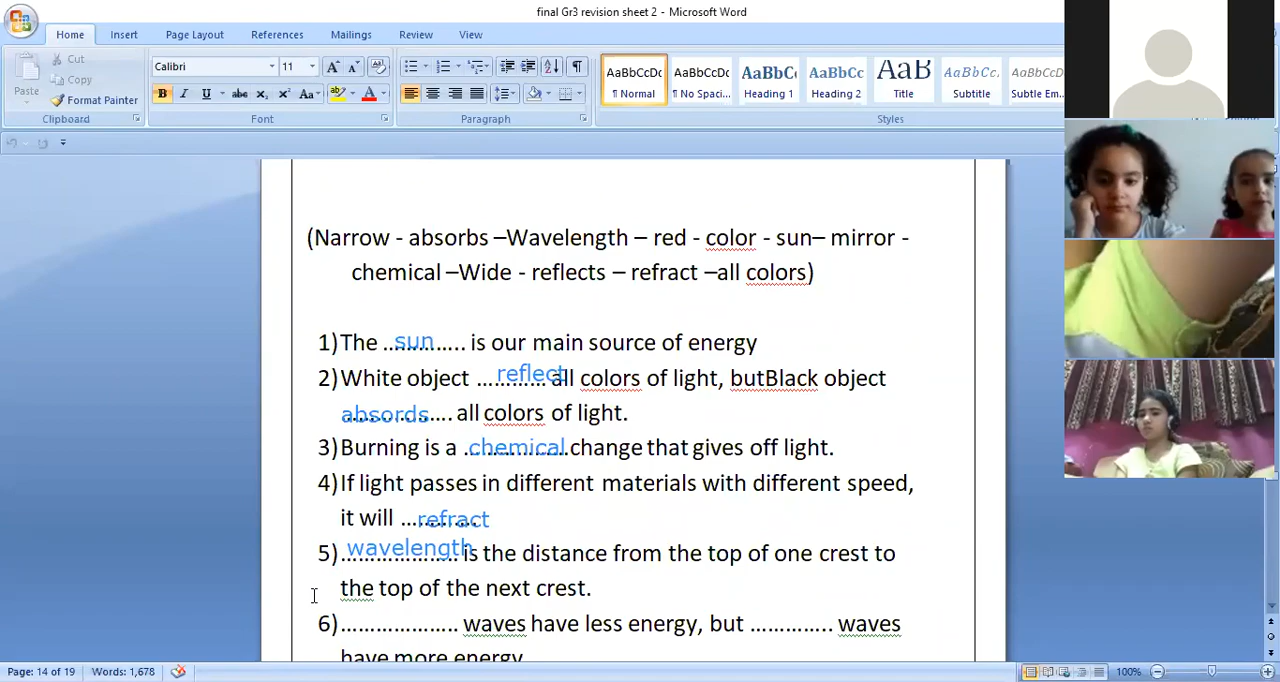 final Gr3 revision sheet 2 - Microsoft Word
Home Insert Page Layout References Mailings Review View
Paste Cut Copy Format Painter Clipboard
Calibri 11 Font
Paragraph
AaBbCcDc AaBbCcDc AaBbC AaBbCc AaB AaBbCc. AaBbCcDc
¶ Normal ¶ No Spaci... Heading 1 Heading 2 Title Subtitle Subtle Em...
Styles
(Narrow - absorbs –Wavelength – red - color - sun– mirror -
chemical –Wide - reflects – refract –all colors)
1) The ...sun....... is our main source of energy
2) White object ...reflect... all colors of light, butBlack object
absords.... all colors of light.
3) Burning is a ...chemical... change that gives off light.
4) If light passes in different materials with different speed,
it will ...refract
5) wavelength is the distance from the top of one crest to
the top of the next crest.
6) ……………….. waves have less energy, but ………….. waves
have more energy
Page: 14 of 19 Words: 1,678 100%